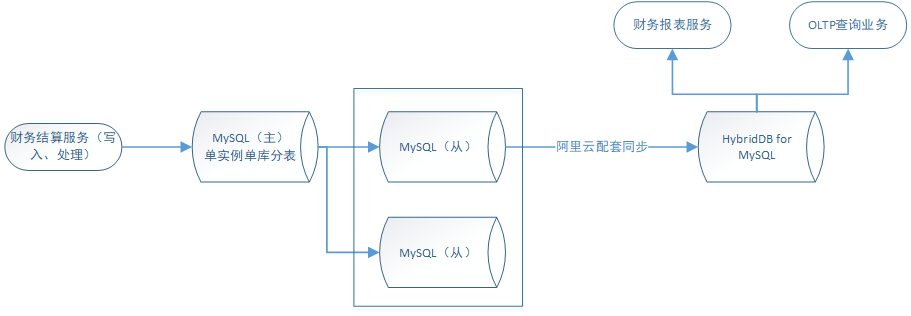 财务报表服务
OLTP查询业务
财务结算服务（写
入、处理）
MySQL（主）
单实例单库分表
MySQL（从）
阿里云配套同步
HybridDB for
MySQL
MySQL（从）